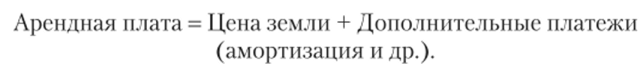 Арендная плата = Цена земли + Дополнительные платежи
(амортизация и др.).